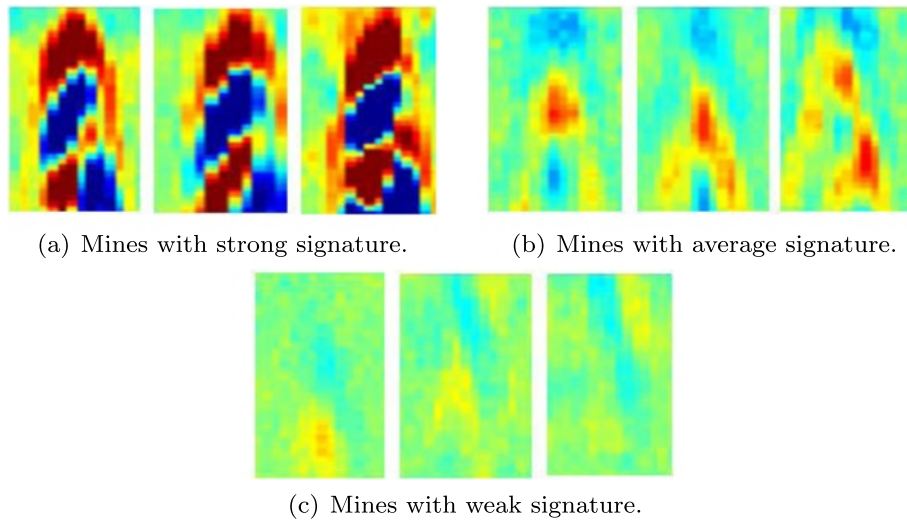 (a) Mines with strong signature.
(b) Mines with average signature.
(c) Mines with weak signature.